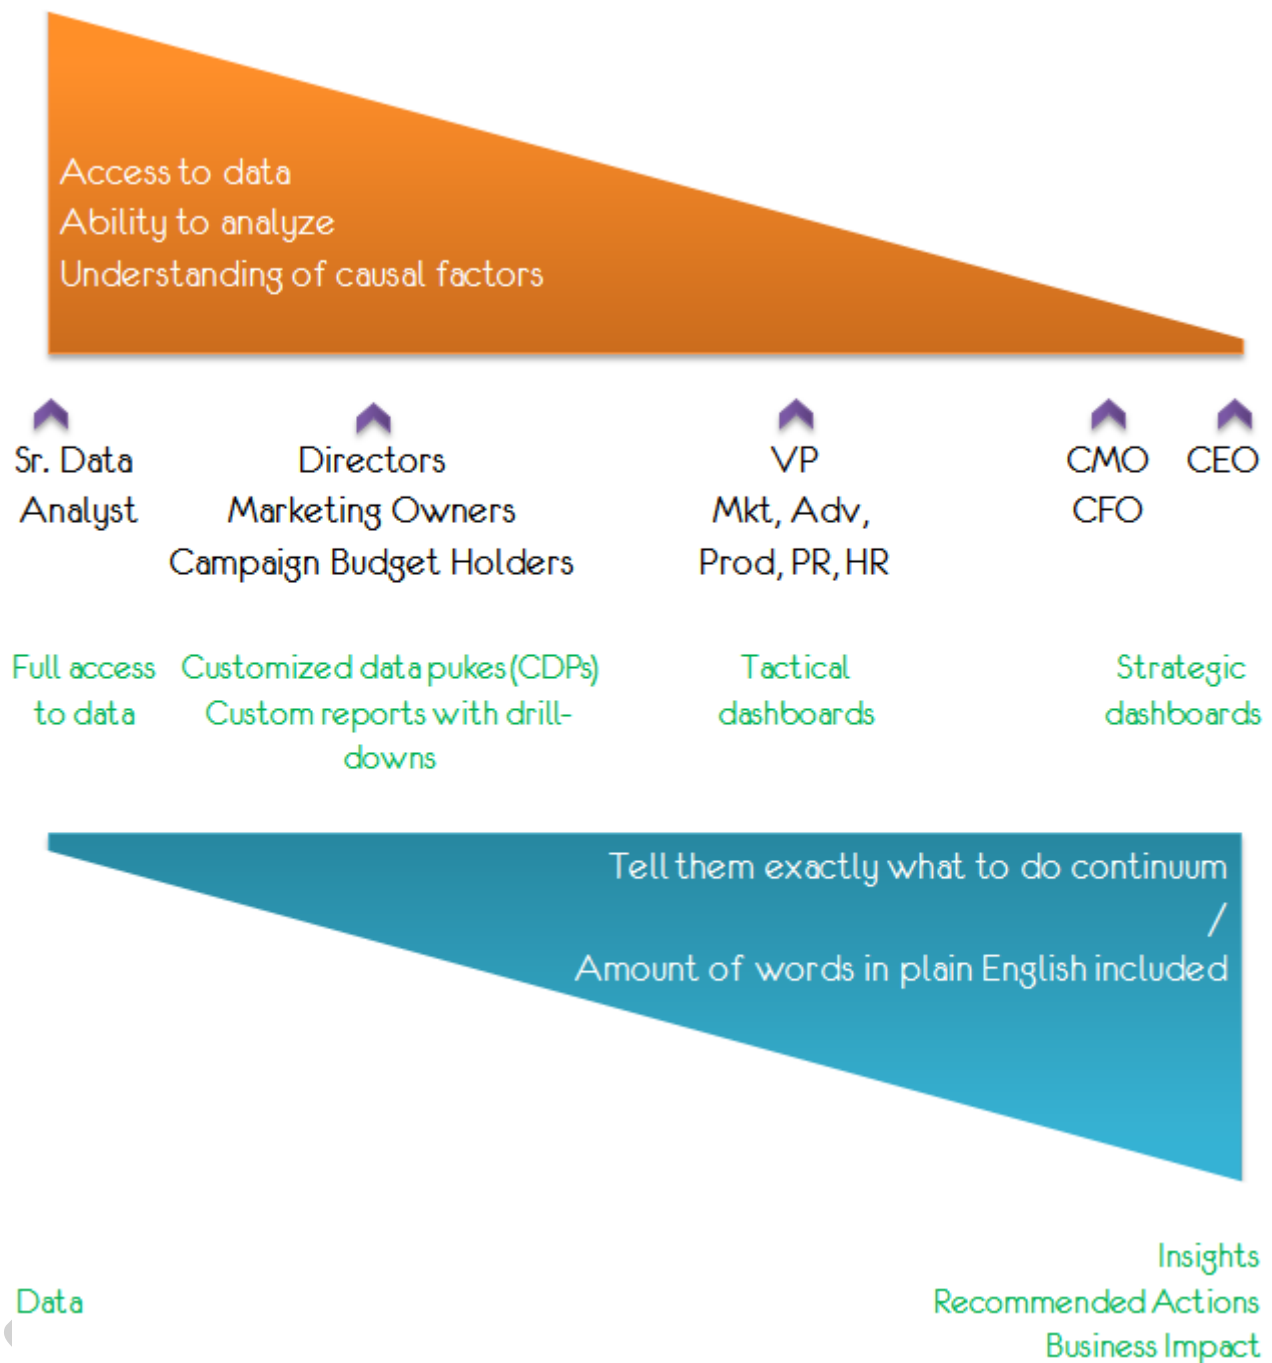 Access to data
Ability to analyze
Understanding of causal factors
Sr. Data
Analyst
Directors
Marketing Owners
Campaign Budget Holders
VP
Mkt, Adv,
Prod, PR, HR
CMO
CFO
CEO
Full access
to data
Customized data pukes (CDPs)
Custom reports with drill-
downs
Tactical
dashboards
Strategic
dashboards
Tell them exactly what to do continuum
/
Amount of words in plain English included
Data
Insights
Recommended Actions
Business Impact